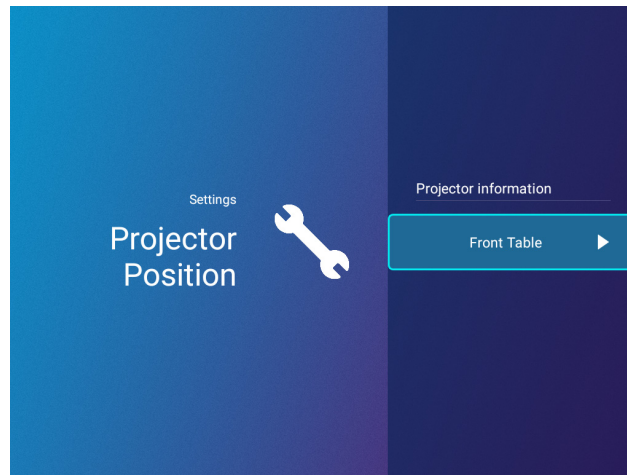 Settings
Projector
Position
Projector information
Front Table